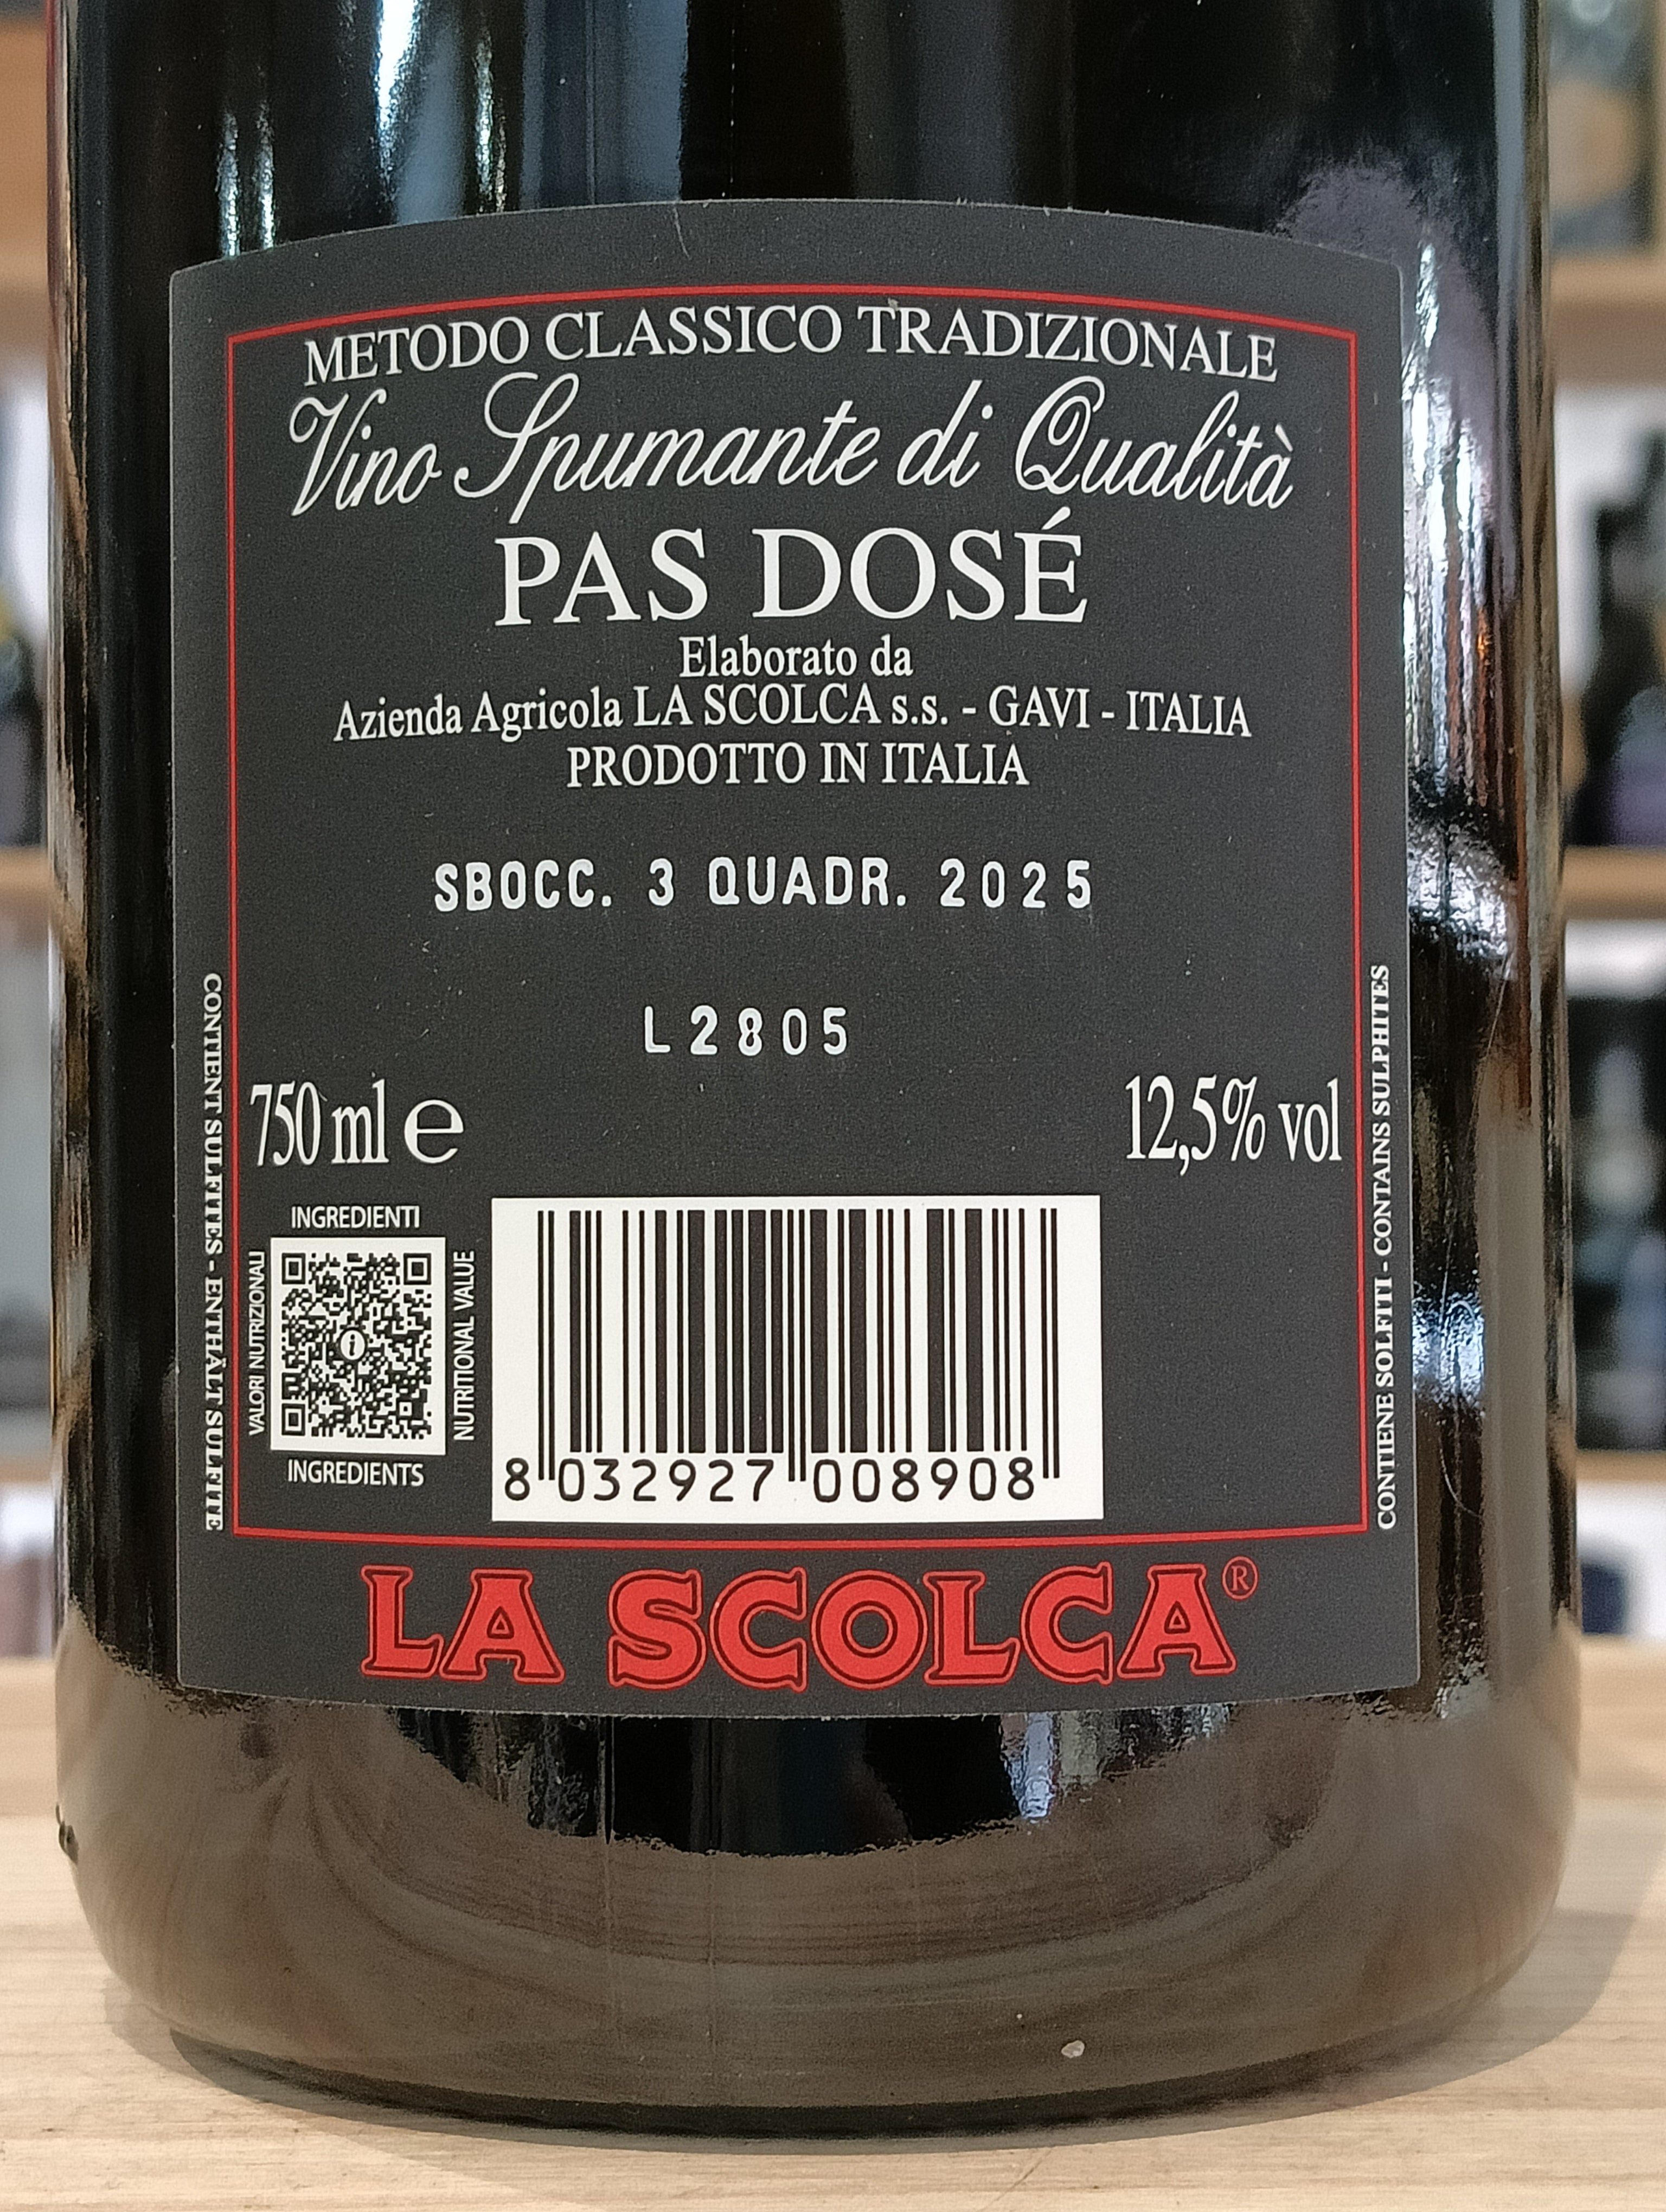 METODO CLASSICO TRADIZIONALE
Vino Spumante di Qualità
PAS DOSÉ
Elaborato da
Azienda Agricola LA SCOLCA s.s. - GAVI - ITALIA
PRODOTTO IN ITALIA
SBOCC. 3 QUADR. 2025
L2805
750 ml e
12,5% vol
CONTIENT SULFITES - ENTHÄLT SULFITE
CONTIENE SOLFITI - CONTAINS SULPHITES
INGREDIENTI
VALORI NUTRIZIONALI
NUTRITIONAL VALUE
INGREDIENTS
8 032927 008908
LA SCOLCA®